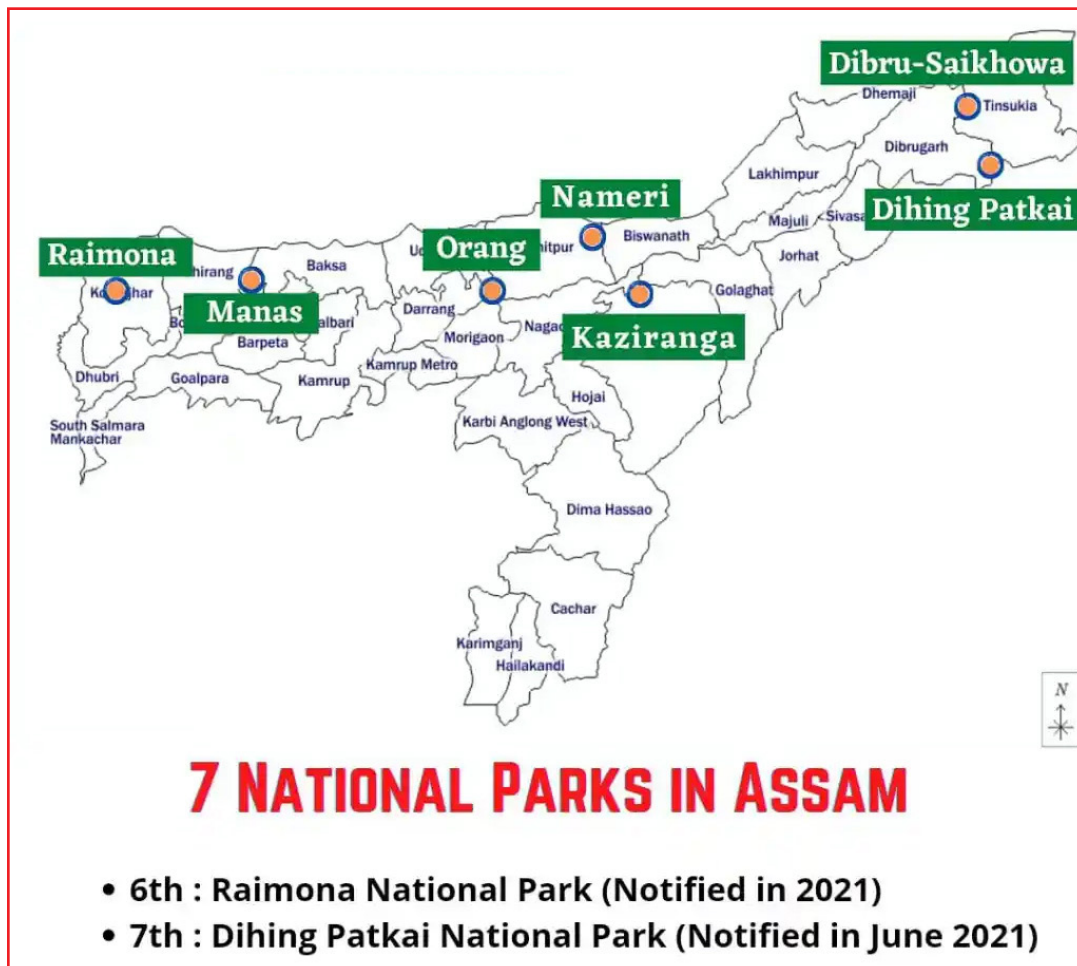 Dibru-Saikhowa
Dhemaji
Tinsukia
Dibrugarh
Lakhimpur
Nameri
Dihing Patkai
Majuli
Biswanath
Orang
Raimona
Baksa
Jorhat
Golaghat
Manas
Darrang
Kaziranga
Morigaon
Barpeta
Kamrup Metro
Dhubri
Goalpara
Kamrup
Hojai
South Salmara
Mankachar
Karbi Anglong West
Dima Hassao
Cachar
Karimganj
Hailakandi
N
7 NATIONAL PARKS IN ASSAM
• 6th : Raimona National Park (Notified in 2021)
• 7th : Dihing Patkai National Park (Notified in June 2021)